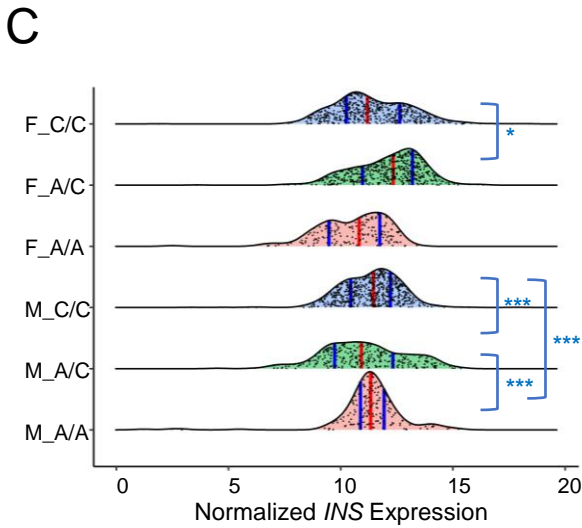 C
F_C/C
*
F_A/C
F_A/A
M_C/C
***
***
M_A/C
***
M_A/A
0 5 10 15 20
Normalized INS Expression